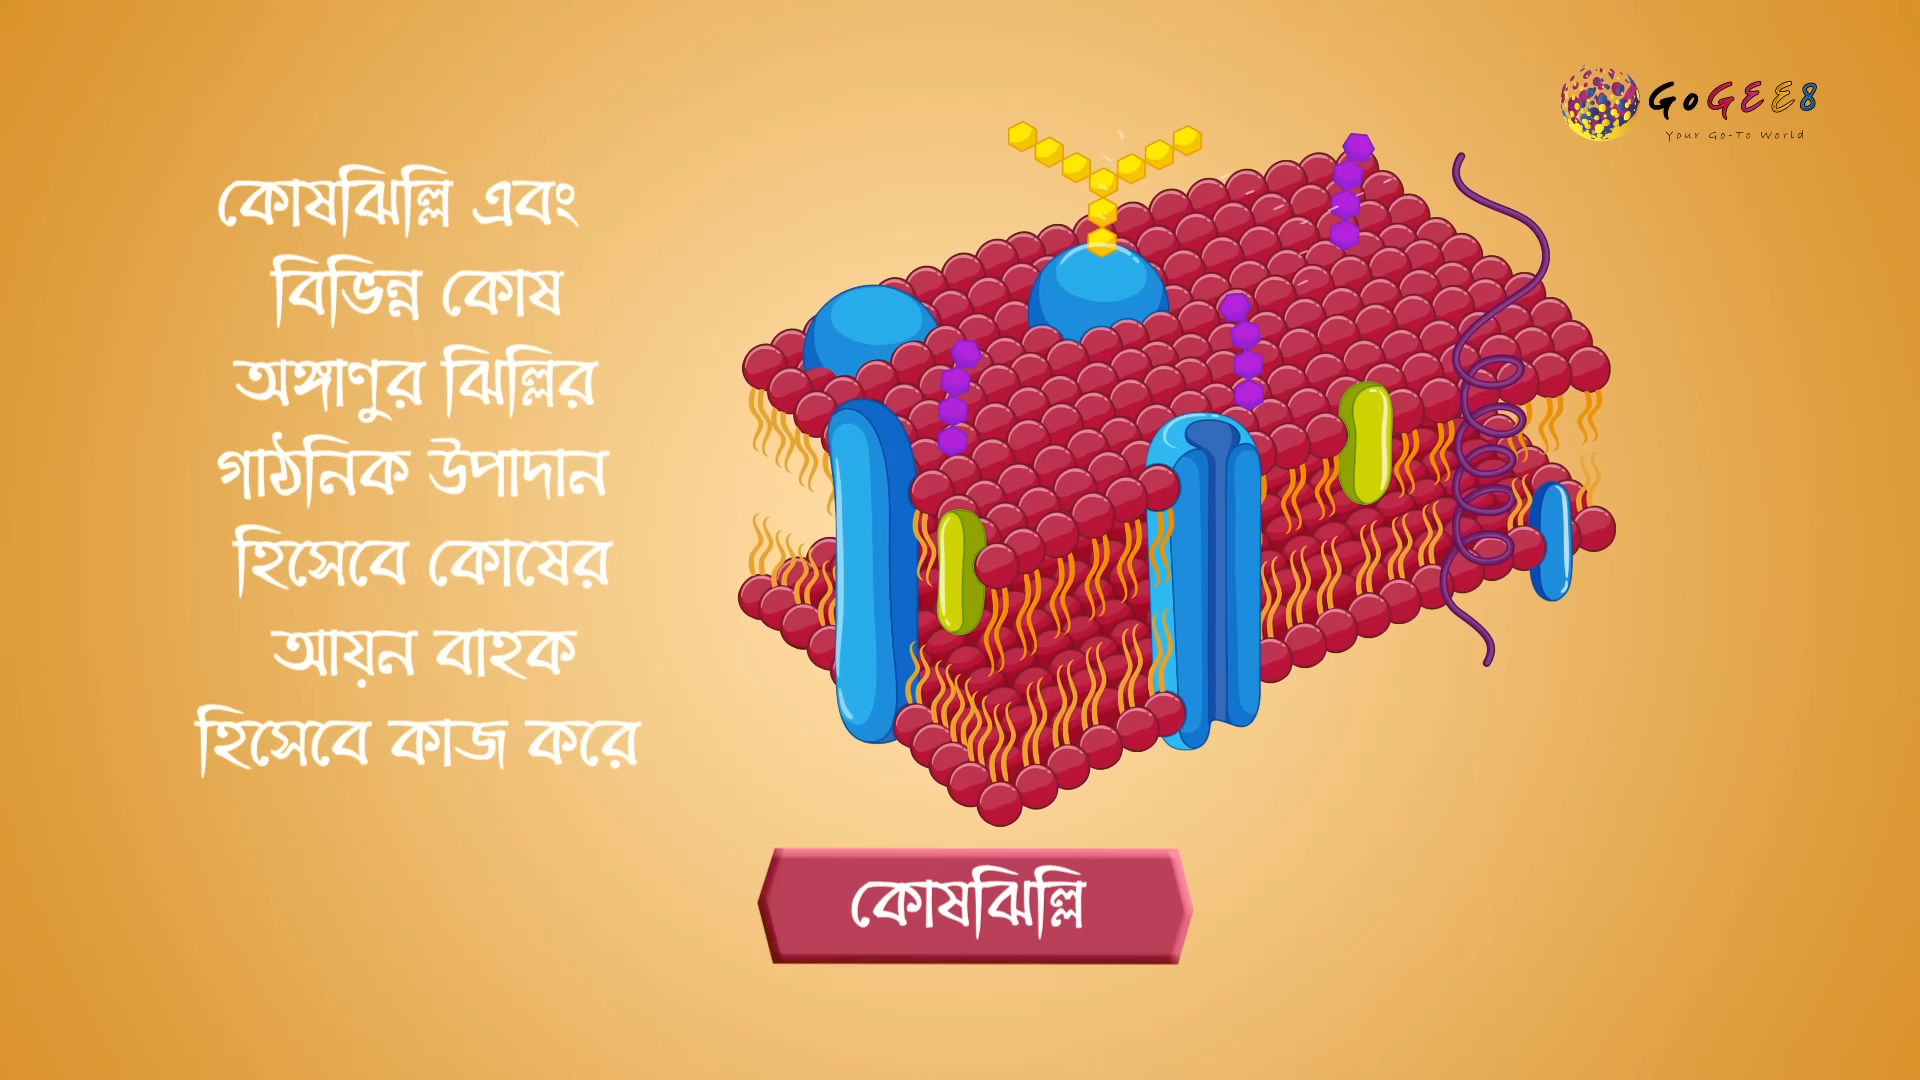 কোষঝিল্লি এবং
বিভিন্ন কোষ
অঙ্গাণুর ঝিল্লির
গাঠনিক উপাদান
হিসেবে কোষের
আয়ন বাহক
হিসেবে কাজ করে
GoGEE8
Your Go-To World
কোষঝিল্লি